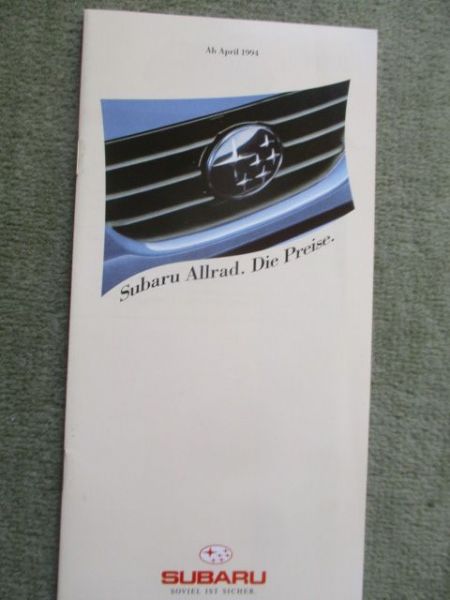 Ab April 1994
Subaru Allrad. Die Preise.
SUBARU
SOVIEL IST SICHER.